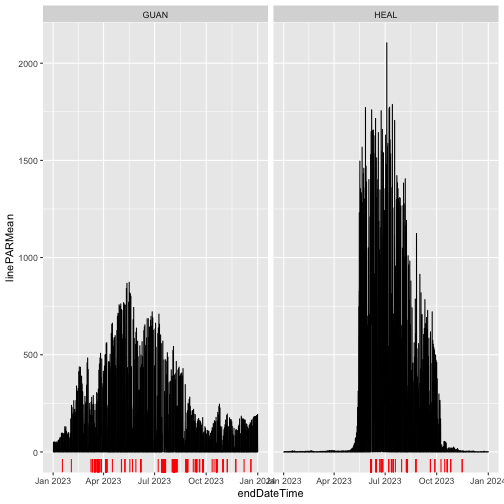 GUAN
HEAL
linePARMean
2000
1500
1000
500
0
Jan 2023
Apr 2023
Jul 2023
Oct 2023
Jan 2024
Jan 2023
Apr 2023
Jul 2023
Oct 2023
Jan 202
endDateTime